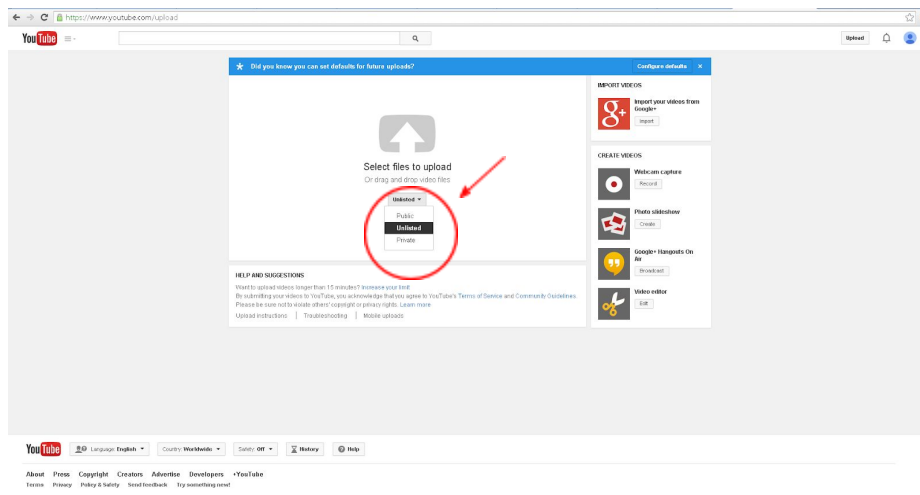 https://www.youtube.com/upload
YouTube
Upload
Did you know you can set defaults for future uploads?
Configure defaults ×
Select files to upload
Or drag and drop video files
Unlisted
Public
Unlisted
Private
IMPORT VIDEOS
Import your videos from
Google+
Import
CREATE VIDEOS
Webcam capture
Record
Photo slideshow
Create
Google+ Hangouts On
Air
Broadcast
Video editor
Edit
HELP AND SUGGESTIONS
Want to upload videos longer than 15 minutes? Increase your limit
By submitting your videos to YouTube, you acknowledge that you agree to YouTube's Terms of Service and Community Guidelines.
Please be sure not to violate others' copyright or privacy rights. Learn more
Upload instructions | Troubleshooting | Mobile uploads
YouTube Language: English Country: Worldwide Safety: Off History Help
About Press Copyright Creators Advertise Developers +YouTube
Terms Privacy Policy & Safety Send feedback Try something new!